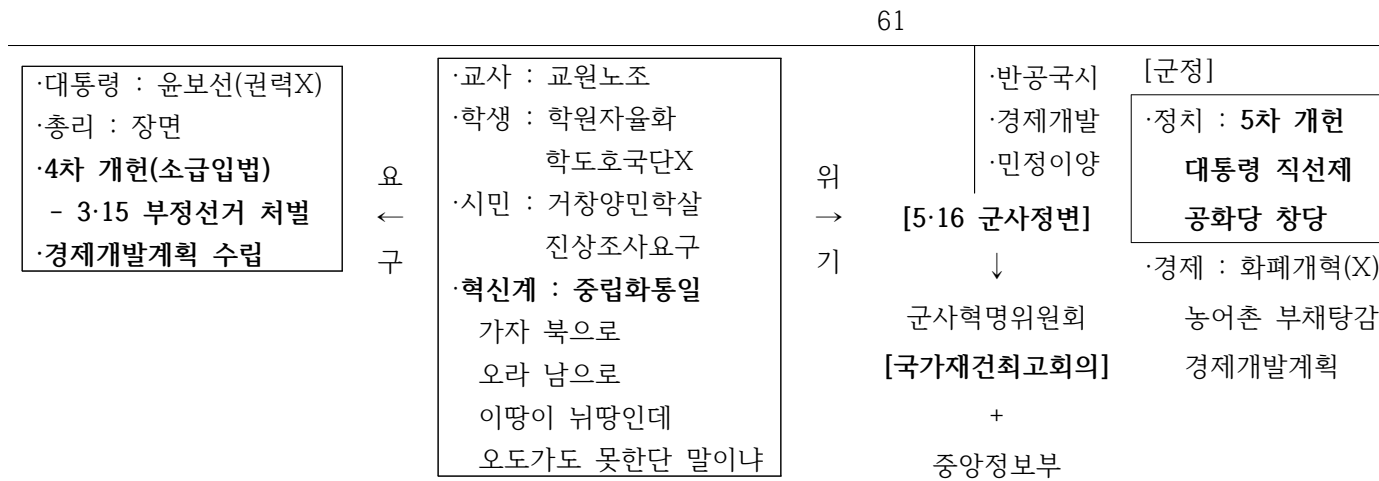 61
·대통령 : 윤보선(권력X)
·총리 : 장면
·4차 개헌(소급입법)
- 3·15 부정선거 처벌
·경제개발계획 수립
요
←
구
·교사 : 교원노조
·학생 : 학원자율화
학도호국단X
·시민 : 거창양민학살
진상조사요구
·혁신계 : 중립화통일
가자 북으로
오라 남으로
이땅이 뉘땅인데
오도가도 못한단 말이냐
위
→
기
·반공국시
·경제개발
·민정이양
[5·16 군사정변]
↓
군사혁명위원회
[국가재건최고회의]
+
중앙정보부
[군정]
·정치 : 5차 개헌
대통령 직선제
공화당 창당
·경제 : 화폐개혁(X)
농어촌 부채탕감
경제개발계획